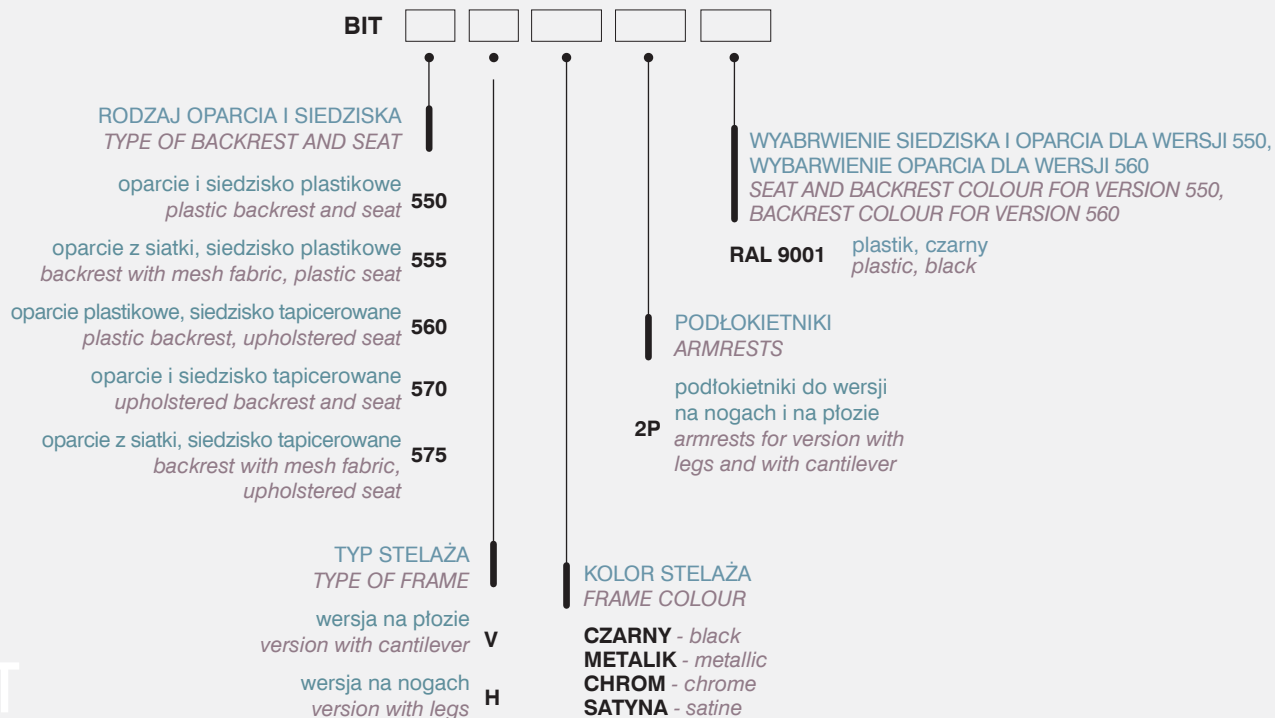 BIT
RODZAJ OPARCIA I SIEDZISKA
TYPE OF BACKREST AND SEAT
oparcie i siedzisko plastikowe
plastic backrest and seat
550
oparcie z siatki, siedzisko plastikowe
backrest with mesh fabric, plastic seat
555
oparcie plastikowe, siedzisko tapicerowane
plastic backrest, upholstered seat
560
oparcie i siedzisko tapicerowane
upholstered backrest and seat
570
oparcie z siatki, siedzisko tapicerowane
backrest with mesh fabric,
upholstered seat
575
TYP STELAŻA
TYPE OF FRAME
wersja na płozie
version with cantilever
V
wersja na nogach
version with legs
H
KOLOR STELAŻA
FRAME COLOUR
CZARNY - black
METALIK - metallic
CHROM - chrome
SATYNA - satine
PODŁOKIETNIKI
ARMRESTS
2P
podłokietniki do wersji
na nogach i na płozie
armrests for version with
legs and with cantilever
WYABRWIENIE SIEDZISKA I OPARCIA DLA WERSJI 550,
WYBARWIENIE OPARCIA DLA WERSJI 560
SEAT AND BACKREST COLOUR FOR VERSION 550,
BACKREST COLOUR FOR VERSION 560
RAL 9001
plastik, czarny
plastic, black
T